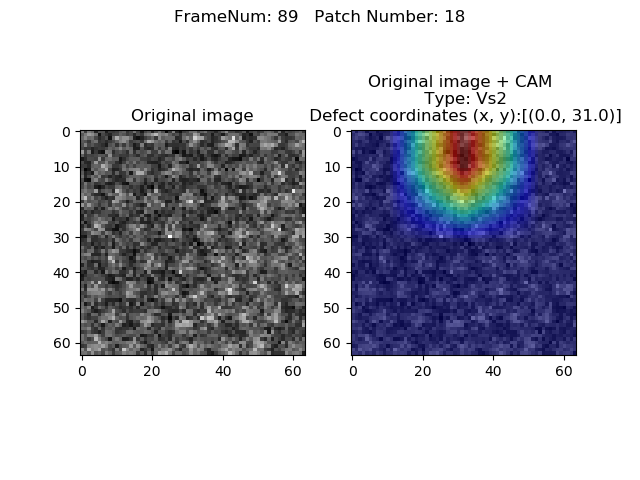 FrameNum: 89   Patch Number: 18
Original image
0
10
20
30
40
50
60
0 20 40 60
Original image + CAM
Type: Vs2
Defect coordinates (x, y):[(0.0, 31.0)]
0
10
20
30
40
50
60
0 20 40 60